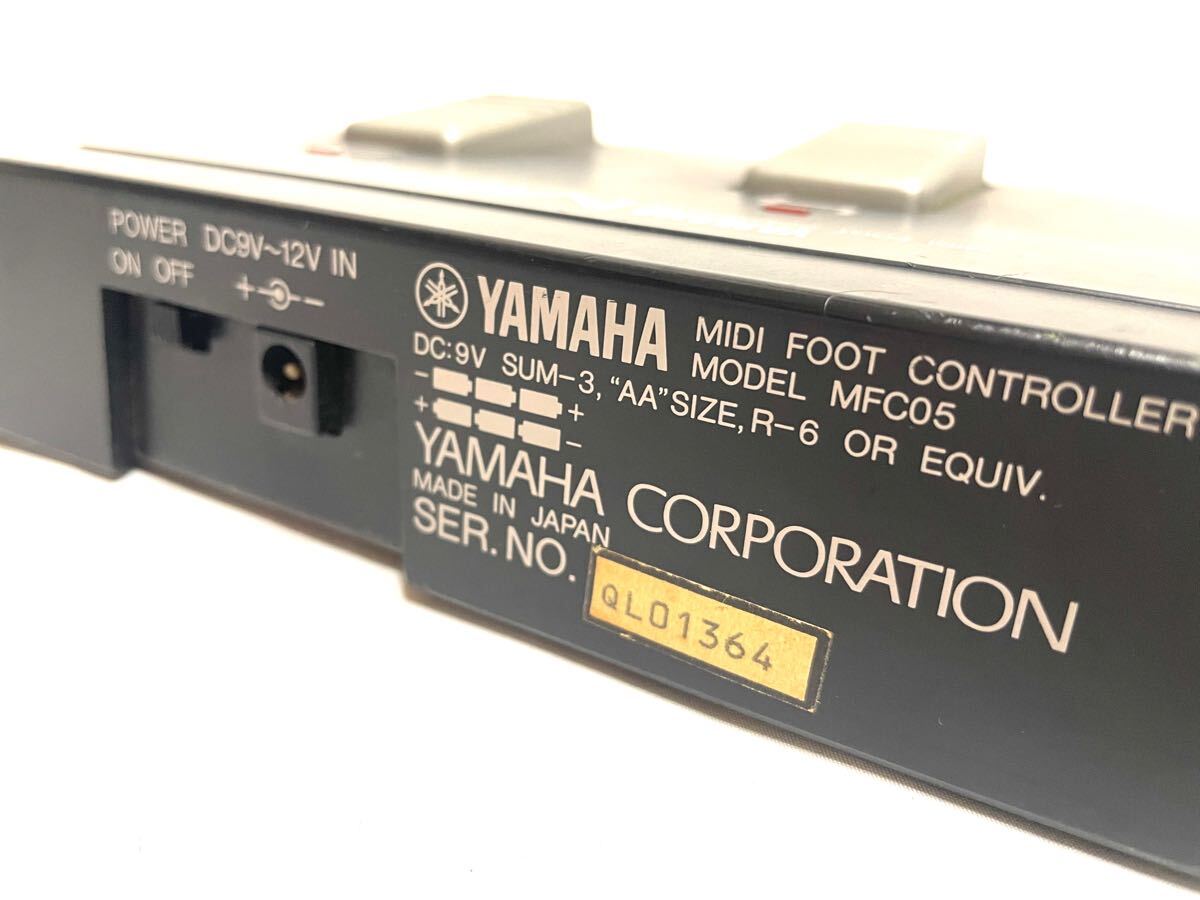 POWER DC9V~12V IN
ON OFF
+ -
YAMAHA MIDI FOOT CONTROLLER
MODEL MFC05
DC:9V SUM-3, "AA" SIZE, R-6 OR EQUIV.
- +
+ -
YAMAHA CORPORATION
MADE IN JAPAN
SER.NO. QL01364